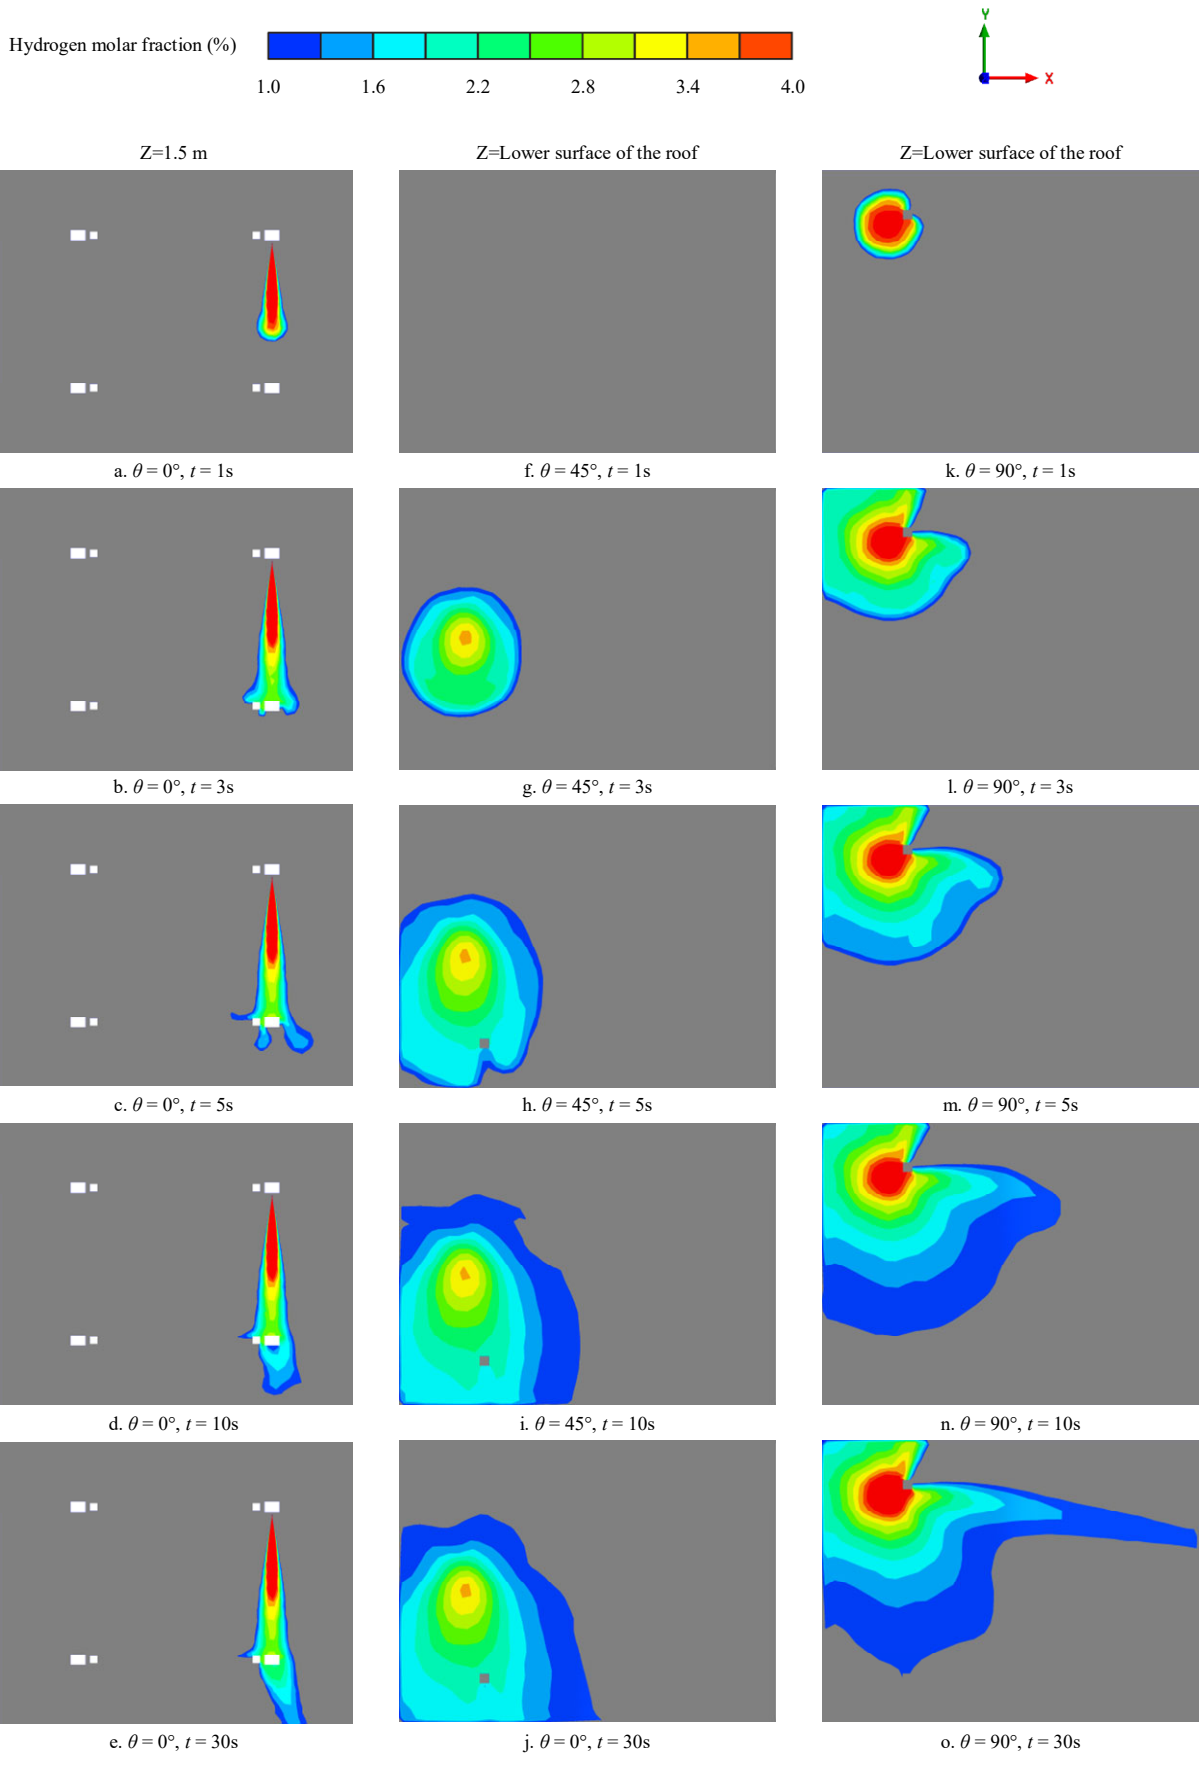 Hydrogen molar fraction (%)
1.0 1.6 2.2 2.8 3.4 4.0
Y
X
Z=1.5 m Z=Lower surface of the roof Z=Lower surface of the roof
a. θ = 0°, t = 1s f. θ = 45°, t = 1s k. θ = 90°, t = 1s
b. θ = 0°, t = 3s g. θ = 45°, t = 3s l. θ = 90°, t = 3s
c. θ = 0°, t = 5s h. θ = 45°, t = 5s m. θ = 90°, t = 5s
d. θ = 0°, t = 10s i. θ = 45°, t = 10s n. θ = 90°, t = 10s
e. θ = 0°, t = 30s j. θ = 0°, t = 30s o. θ = 90°, t = 30s